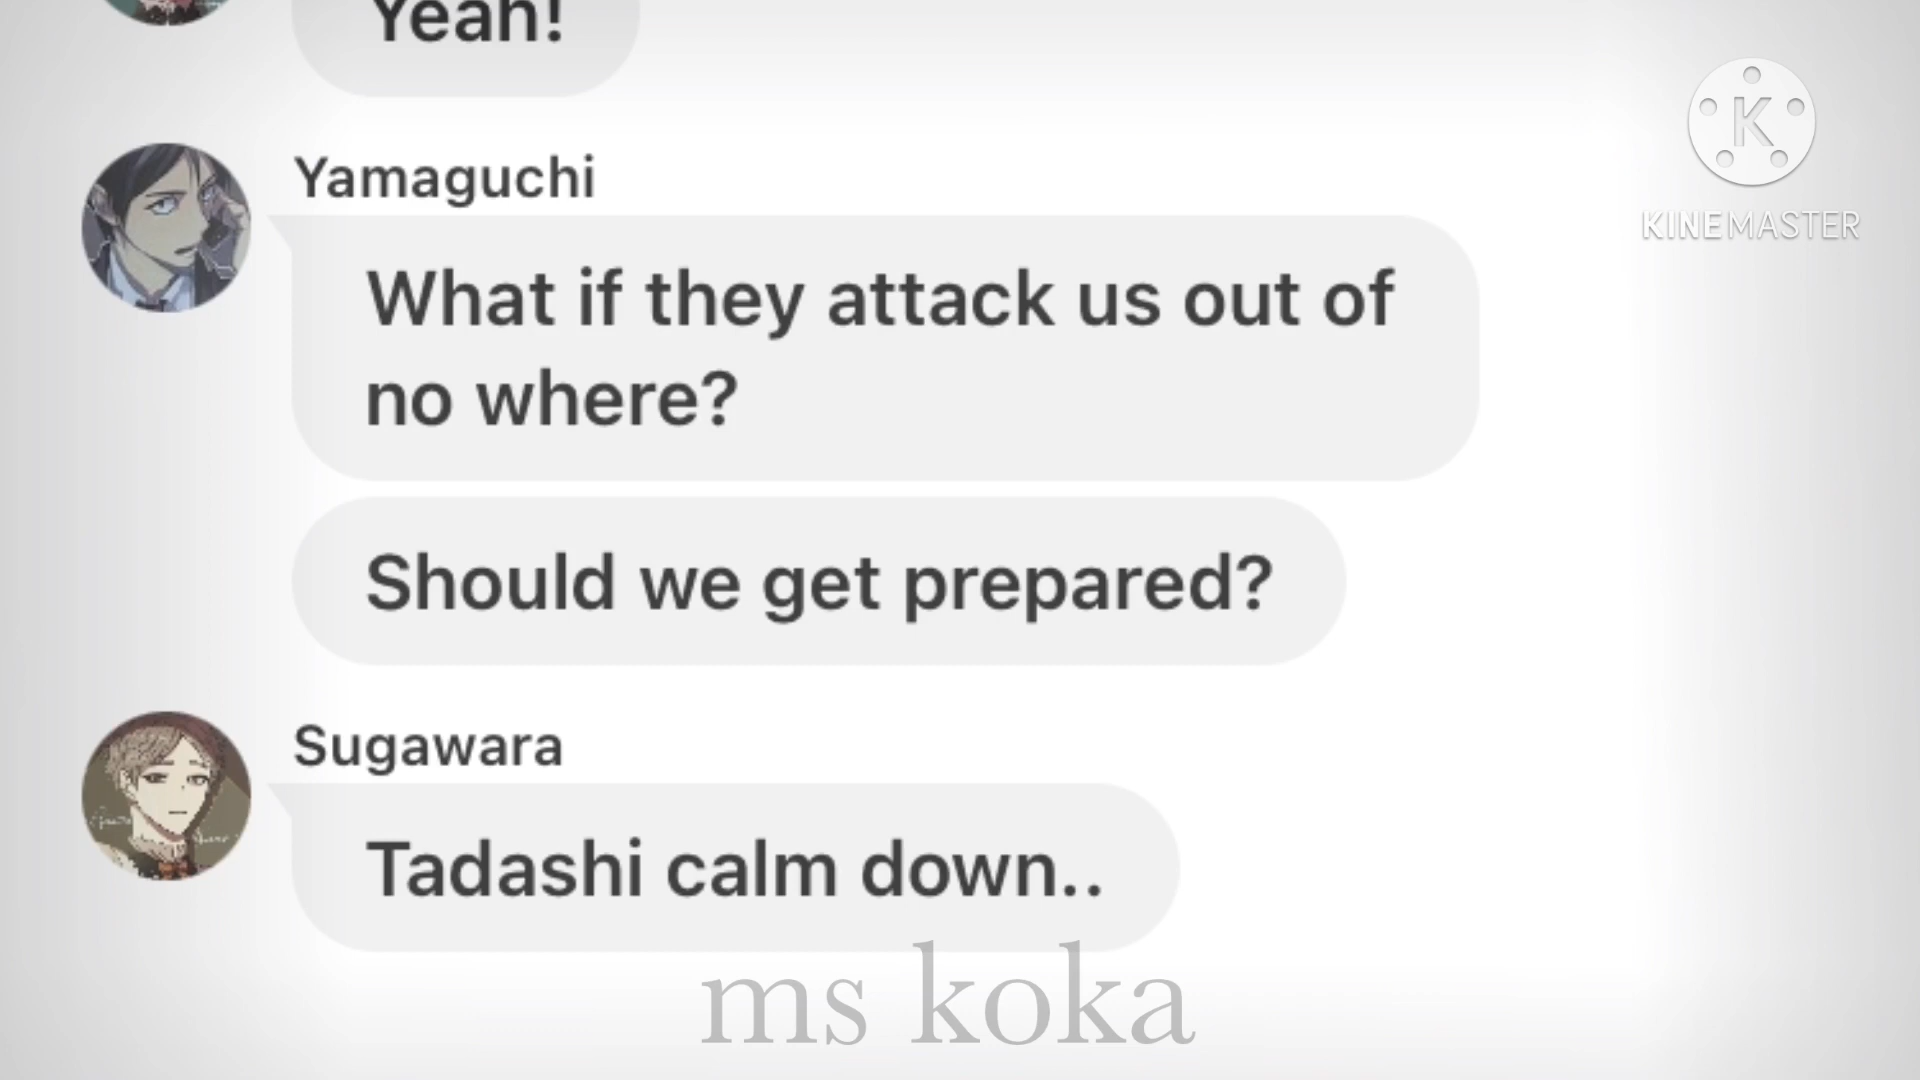 Yeah!
Yamaguchi
K
KINEMASTER
What if they attack us out of
no where?
Should we get prepared?
Sugawara
Tadashi calm down..
ms koka